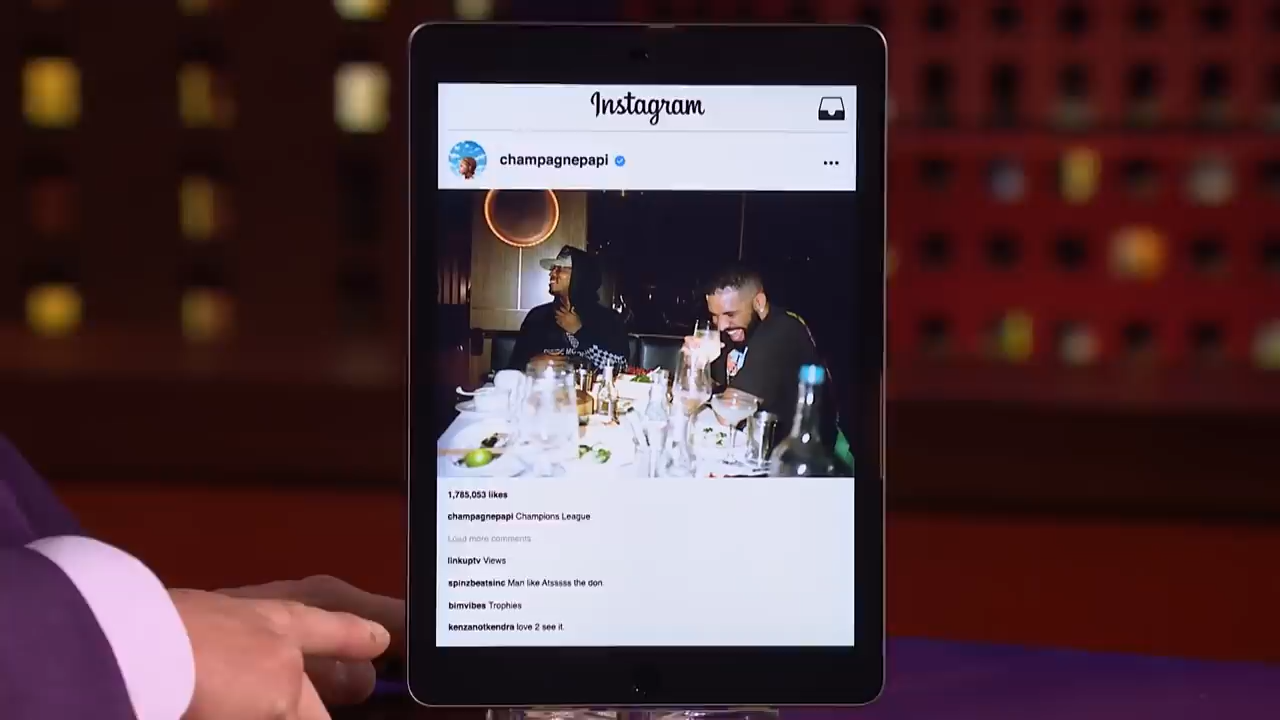 Instagram
champagnepapi
1,785,053 likes
champagnepapi Champions League
Load more comments
linkuptv Views
spinzbeatsinc Man like Atsssss the don
bimvibes Trophies
kenzanotkendra love 2 see it.